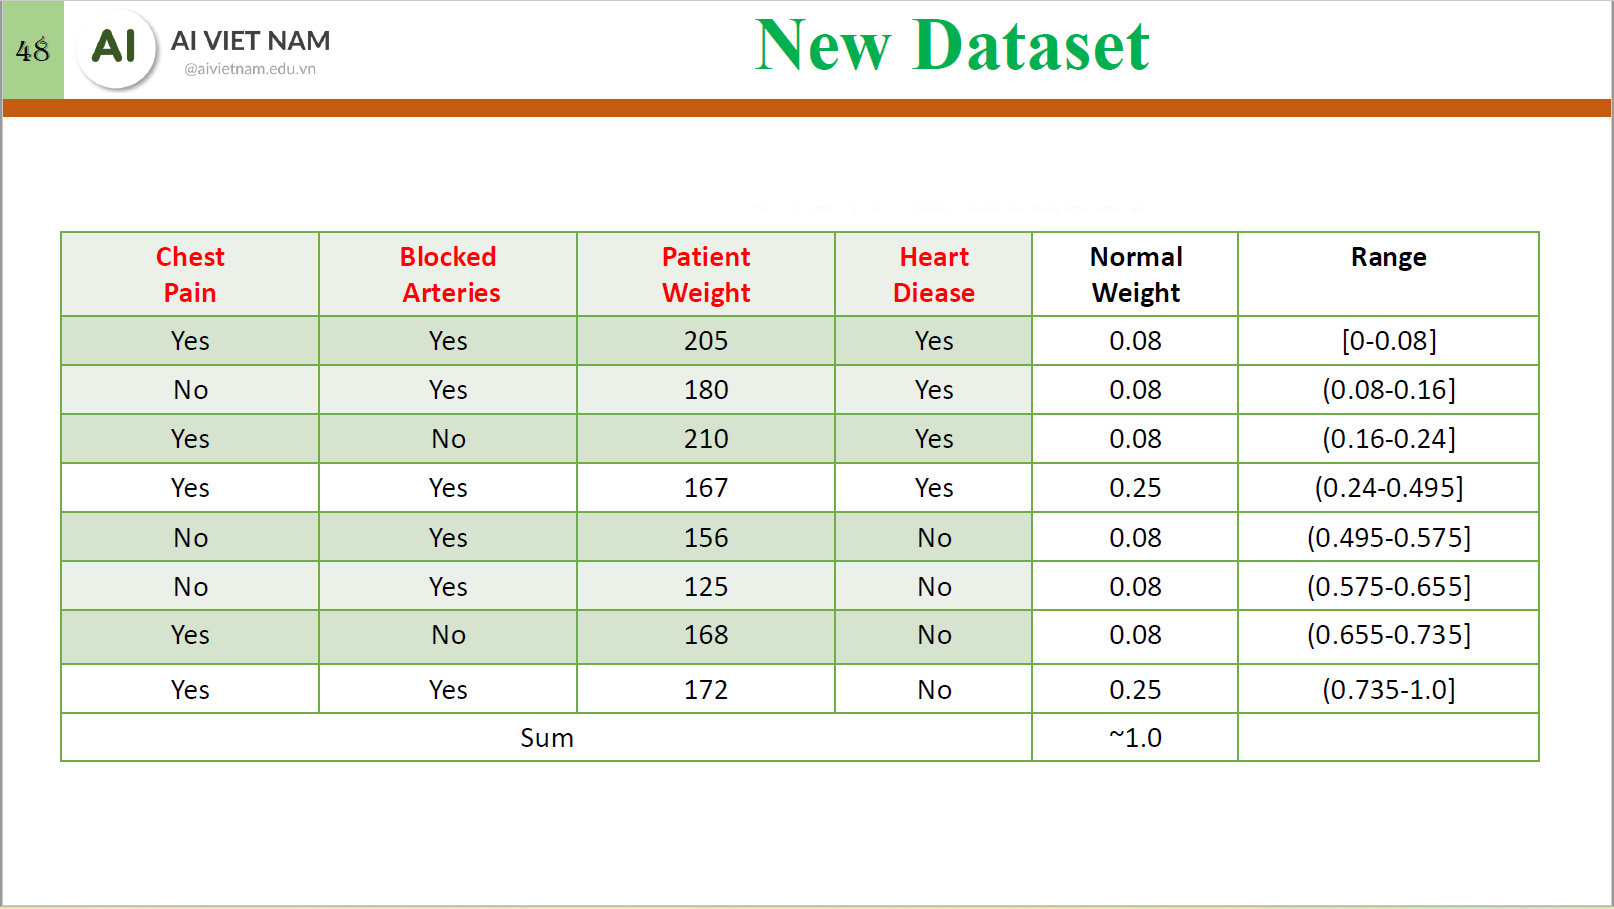 48
AI
AI VIET NAM
@aivietnam.edu.vn
New Dataset
Chest Pain Blocked Arteries Patient Weight Heart Diease Normal Weight Range
Yes Yes 205 Yes 0.08 [0-0.08]
No Yes 180 Yes 0.08 (0.08-0.16]
Yes No 210 Yes 0.08 (0.16-0.24]
Yes Yes 167 Yes 0.25 (0.24-0.495]
No Yes 156 No 0.08 (0.495-0.575]
No Yes 125 No 0.08 (0.575-0.655]
Yes No 168 No 0.08 (0.655-0.735]
Yes Yes 172 No 0.25 (0.735-1.0]
Sum ~1.0